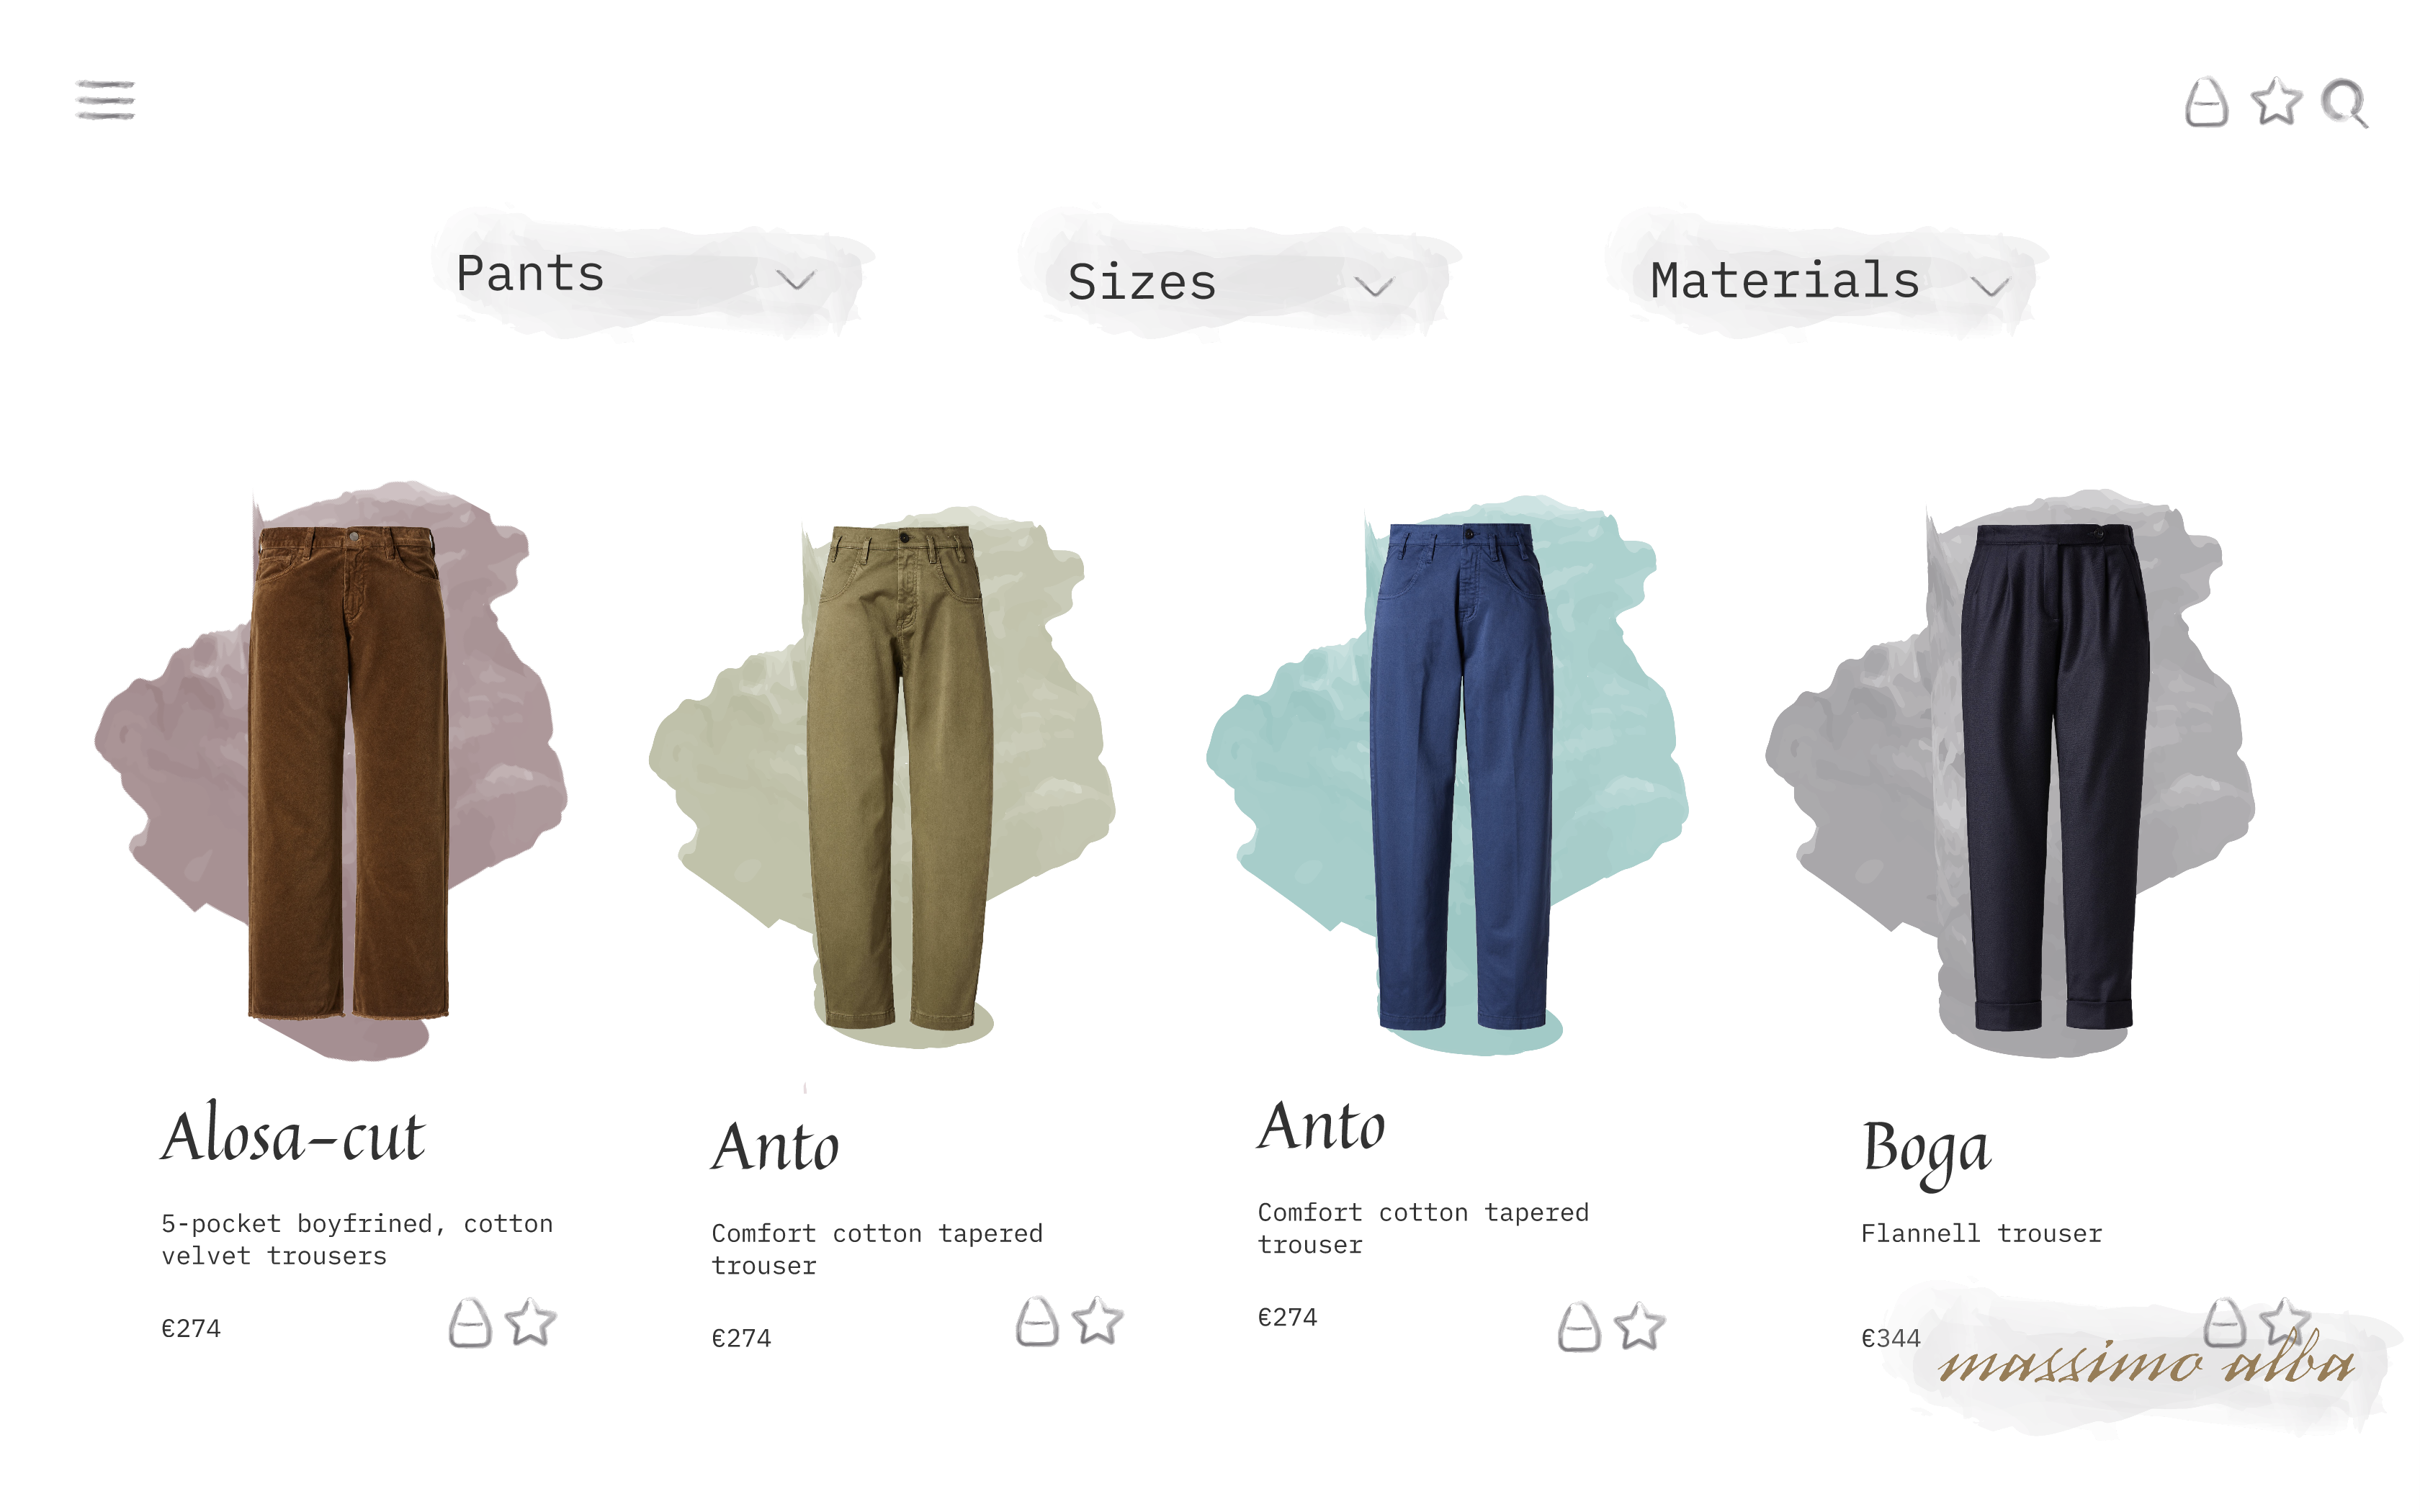 Pants
Sizes
Materials
Alosa-cut
5-pocket boyfrined, cotton
velvet trousers
€274
Anto
Comfort cotton tapered
trouser
€274
Anto
Comfort cotton tapered
trouser
€274
Boga
Flannell trouser
€344
massimo alba